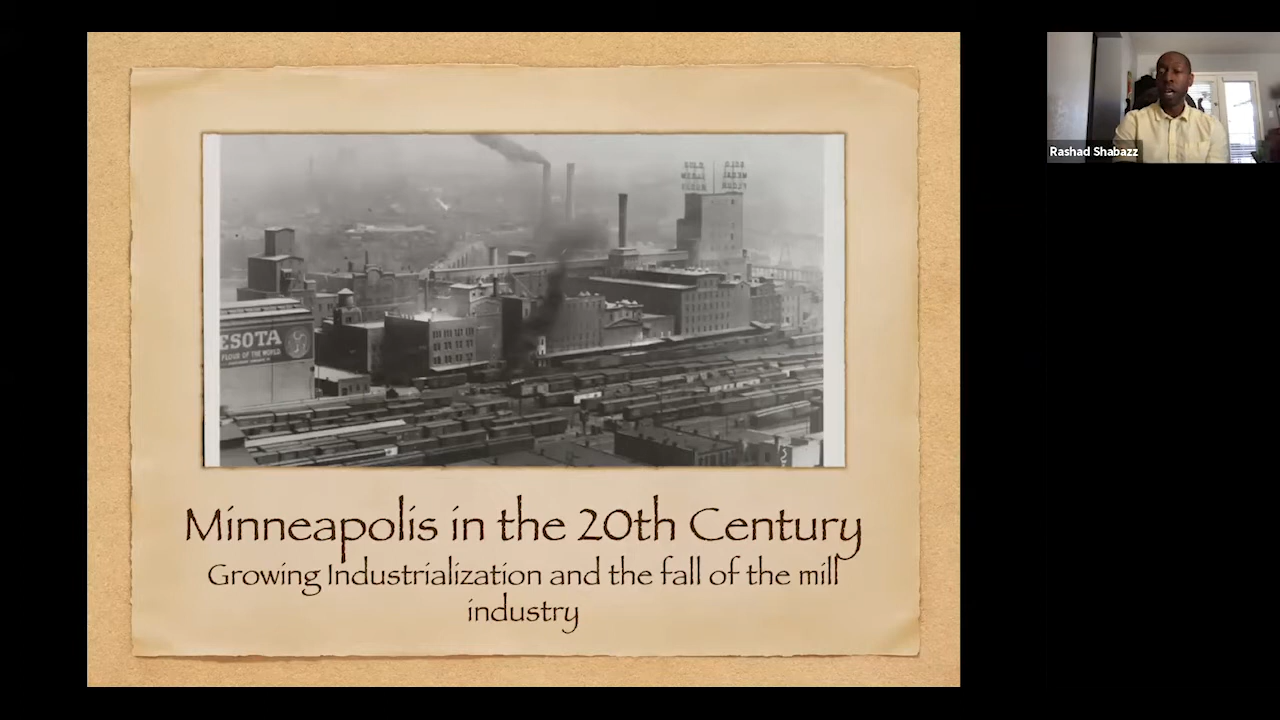 Rashad Shabazz
ESOTA
FLOUR OF THE WORLD
Minneapolis in the 20th Century
Growing Industrialization and the fall of the mill
industry